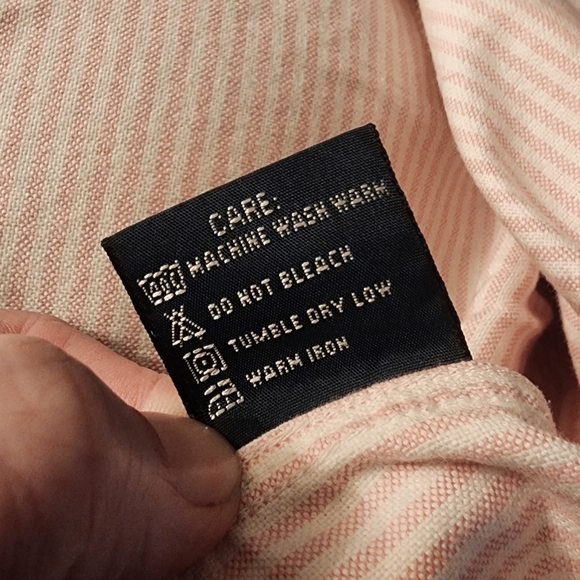 CARE:
MACHINE WASH WARM
DO NOT BLEACH
TUMBLE DRY LOW
WARM IRON